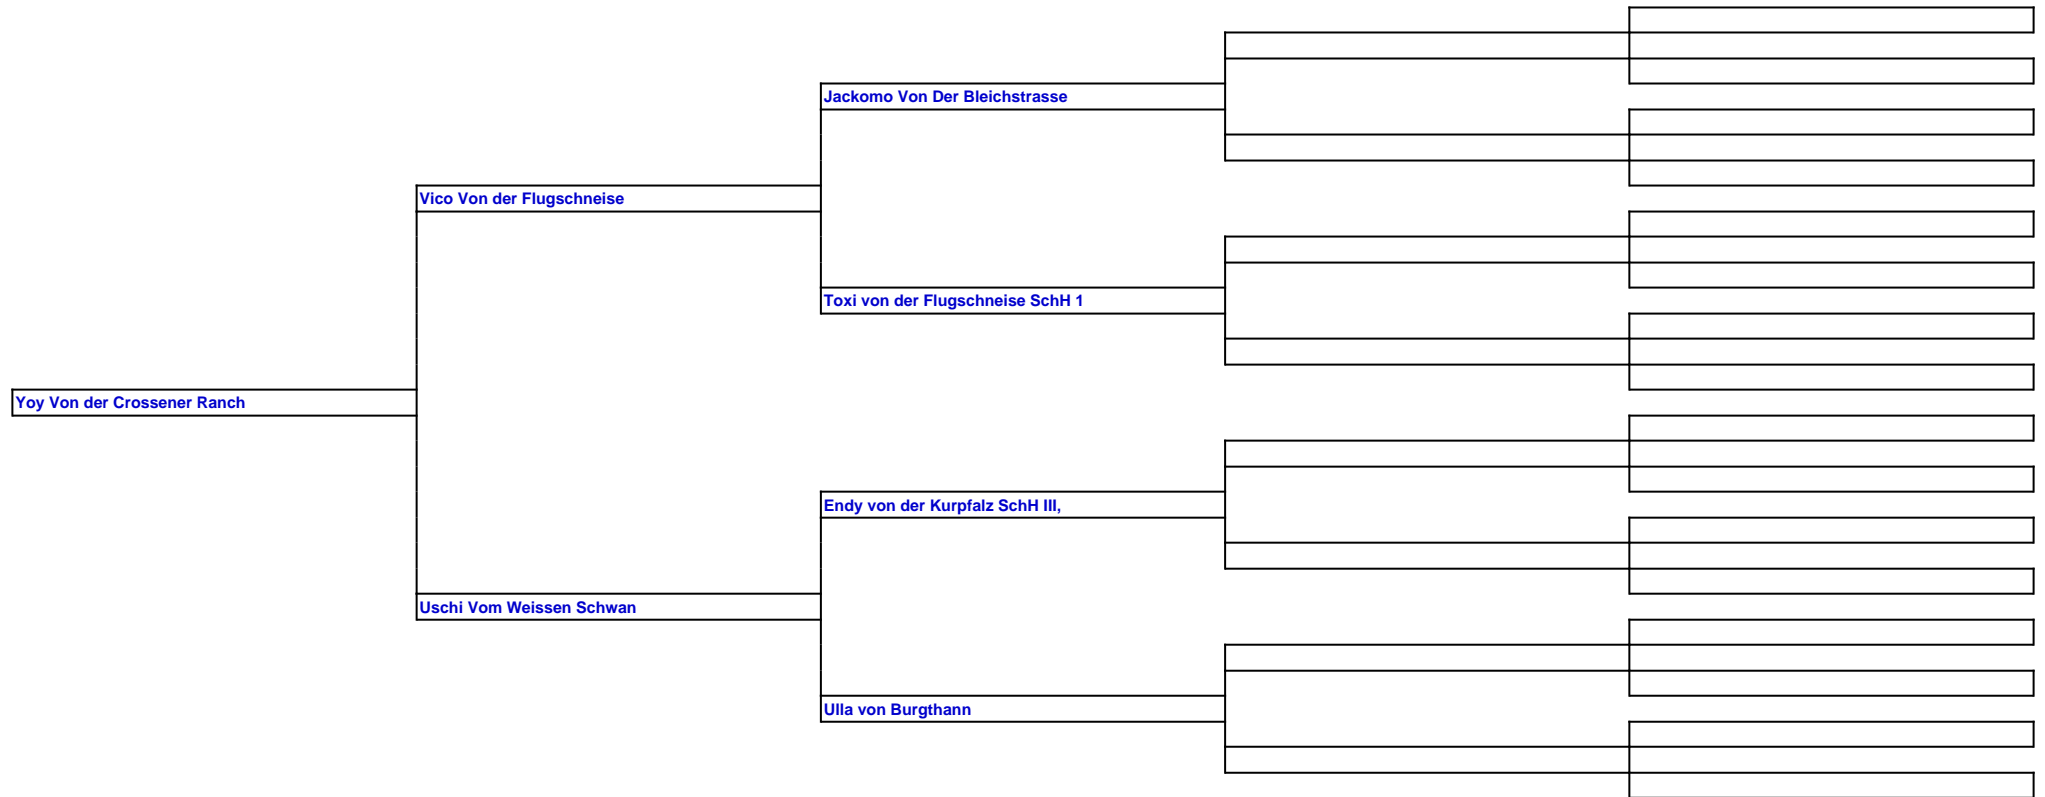 Jackomo Von Der Bleichstrasse
Vico Von der Flugschneise
Toxi von der Flugschneise SchH 1
Yoy Von der Crossener Ranch
Endy von der Kurpfalz SchH III,
Uschi Vom Weissen Schwan
Ulla von Burgthann